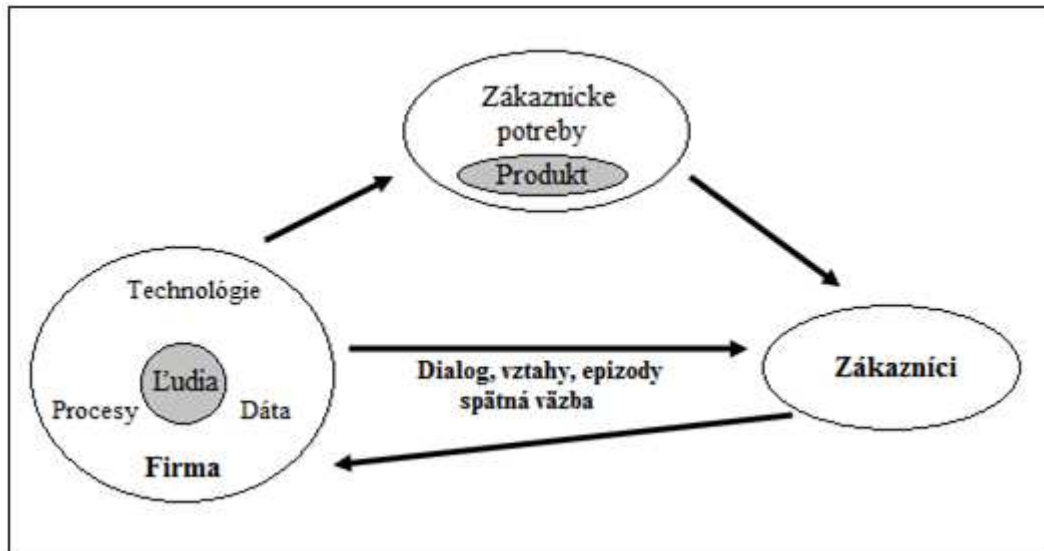 Zákaznícke
potreby
Produkt
Technológie
Ľudia
Procesy
Dáta
Firma
Dialog, vztahy, epizody
spätná väzba
Zákazníci